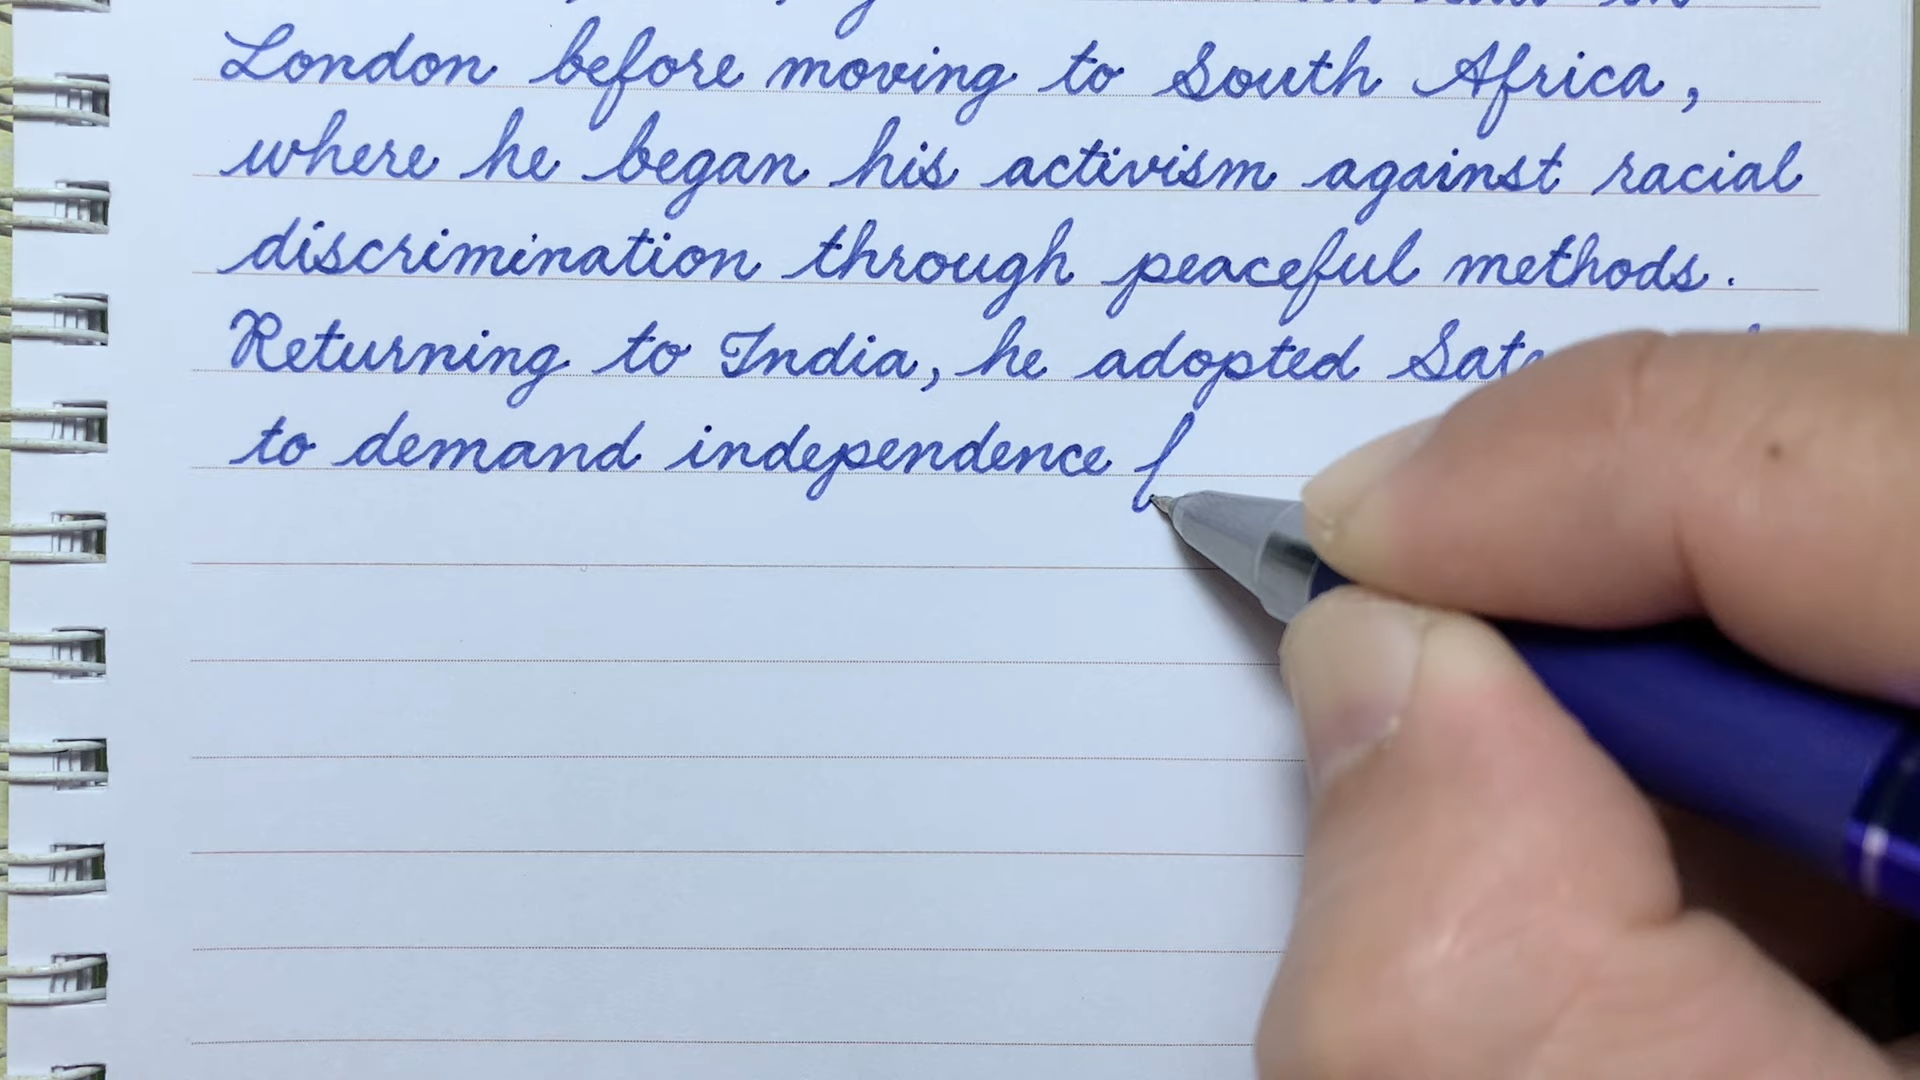 London before moving to South Africa,
where he began his activism against racial
discrimination through peaceful methods.
Returning to India, he adopted
to demand independence f